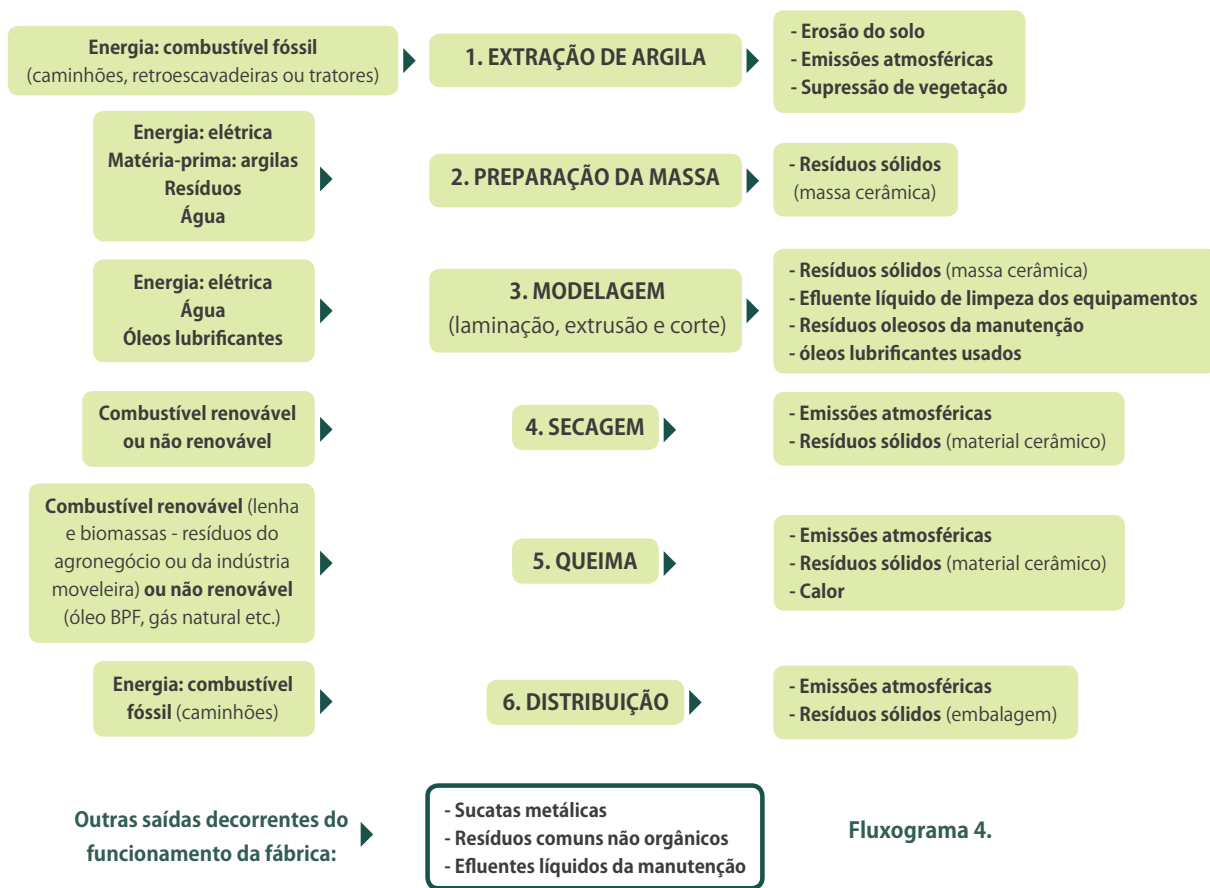 Energia: combustível fóssil
(caminhões, retroescavadeiras ou tratores)
1. EXTRAÇÃO DE ARGILA
- Erosão do solo
- Emissões atmosféricas
- Supressão de vegetação
Energia: elétrica
Matéria-prima: argilas
Resíduos
Água
2. PREPARAÇÃO DA MASSA
- Resíduos sólidos
(massa cerâmica)
Energia: elétrica
Água
Óleos lubrificantes
3. MODELAGEM
(laminação, extrusão e corte)
- Resíduos sólidos (massa cerâmica)
- Efluente líquido de limpeza dos equipamentos
- Resíduos oleosos da manutenção
- óleos lubrificantes usados
Combustível renovável
ou não renovável
4. SECAGEM
- Emissões atmosféricas
- Resíduos sólidos (material cerâmico)
Combustível renovável (lenha
e biomassas - resíduos do
agronegócio ou da indústria
moveleira) ou não renovável
(óleo BPF, gás natural etc.)
5. QUEIMA
- Emissões atmosféricas
- Resíduos sólidos (material cerâmico)
- Calor
Energia: combustível
fóssil (caminhões)
6. DISTRIBUIÇÃO
- Emissões atmosféricas
- Resíduos sólidos (embalagem)
Outras saídas decorrentes do
funcionamento da fábrica:
- Sucatas metálicas
- Resíduos comuns não orgânicos
- Efluentes líquidos da manutenção
Fluxograma 4.